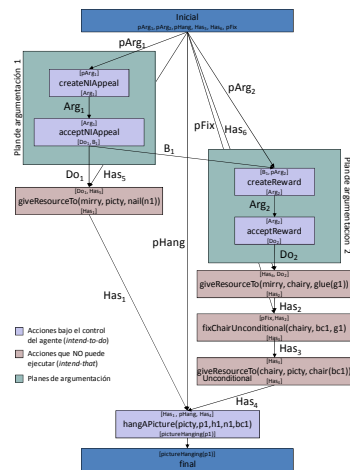 Inicial
pArg₁, pArg₂, pHang, Has₅, Has₆, pFix
pArg₁
Plan de argumentación 1
[pArg₁]
createNIAppeal
[Arg₁]
pArg₂
Arg₁
pFix
Has₆
[Arg₁]
acceptNIAppeal
[Do₁, B₁]
B₁
Do₁
Has₅
[B₁, pArg₂]
createReward
[Arg₂]
Plan de argumentación 2
[Do₁, Has₅]
giveResourceTo(mirry, picty, nail(n1))
[Has₁]
Arg₂
[Arg₂]
acceptReward
[Do₂]
pHang
Do₂
[Has₆, Do₂]
giveResourceTo(mirry, chairy, glue(g1))
[Has₂]
Has₁
Has₂
[pFix, Has₂]
fixChairUnconditional(chairy, bc1, g1)
[Has₃]
Acciones bajo el control
del agente (intend-to-do)
Has₃
Acciones que NO puede
ejecutar (intend-that)
giveResourceTo(chairy, picty, chair(bc1))
Unconditional
Planes de argumentación
Has₄
[Has₁, pHang, Has₄]
hangAPicture(picty,p1,h1,n1,bc1)
[pictureHanging(p1)]
[pictureHanging(p1)]
final